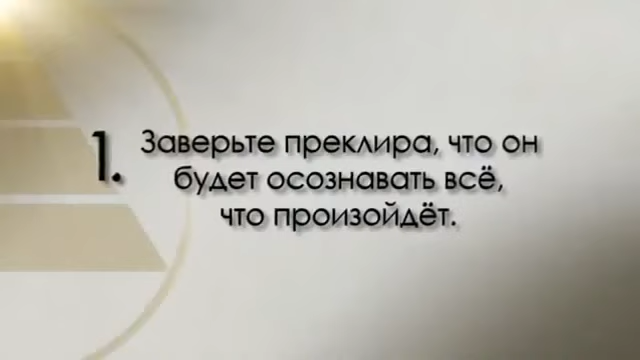 1. Заверьте преклира, что он
будет осознавать всё,
что произойдёт.